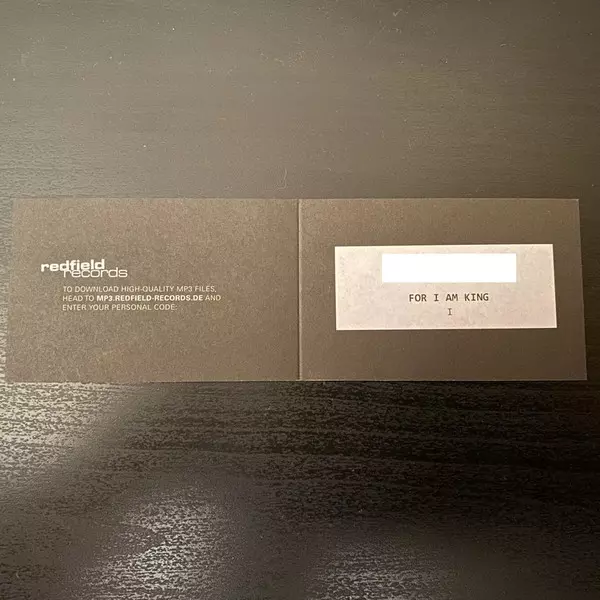 redfield
records
TO DOWNLOAD HIGH-QUALITY MP3 FILES,
HEAD TO MP3.REDFIELD-RECORDS.DE AND
ENTER YOUR PERSONAL CODE:
FOR I AM KING
I